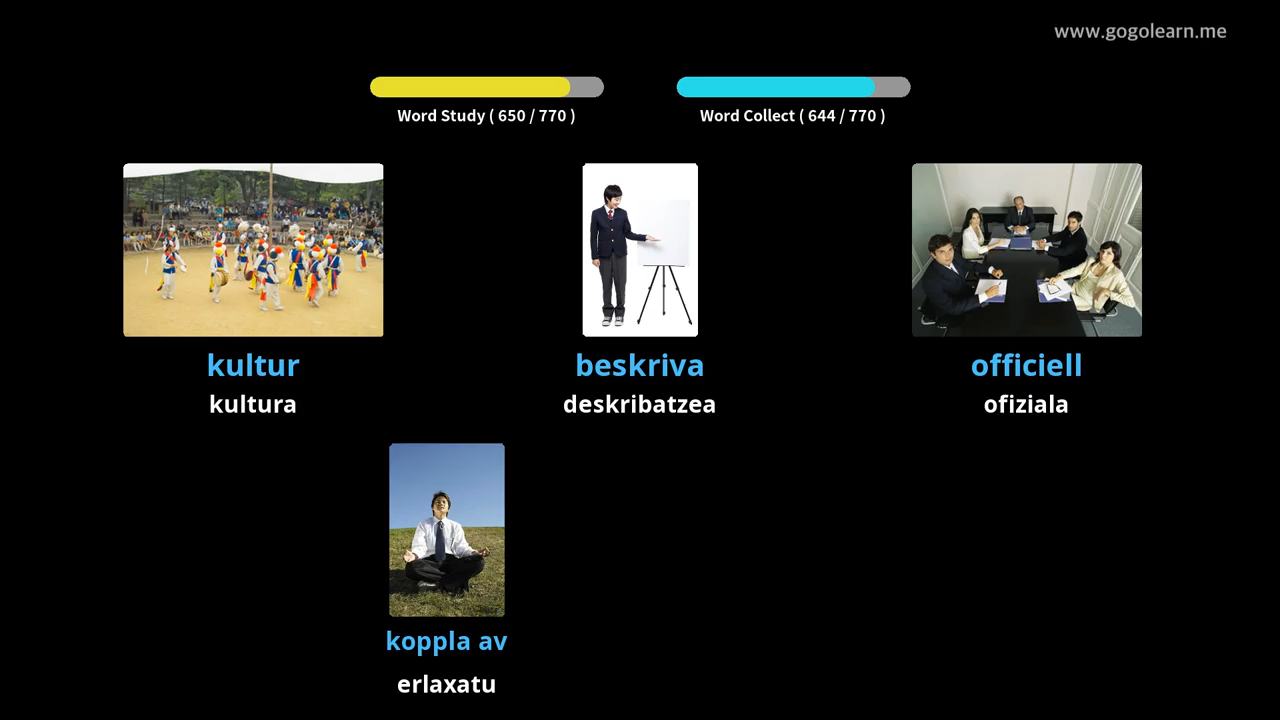 www.gogolearn.me
Word Study ( 650 / 770 )
Word Collect ( 644 / 770 )
kultur
kultura
beskriva
deskribatzea
officiell
ofiziala
koppla av
erlaxatu